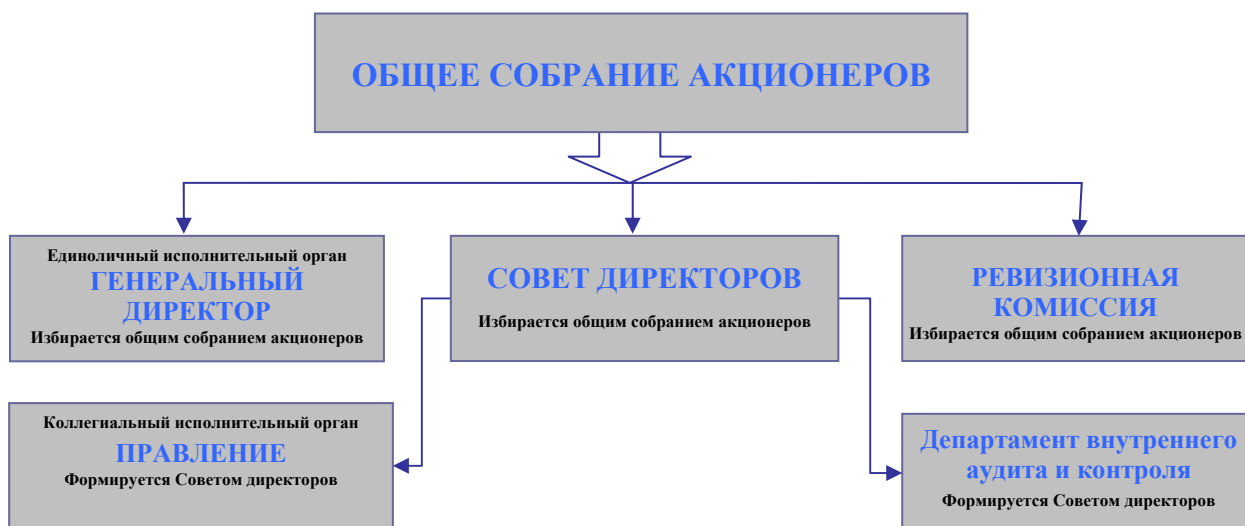 ОБЩЕЕ СОБРАНИЕ АКЦИОНЕРОВ
Единоличный исполнительный орган
ГЕНЕРАЛЬНЫЙ
ДИРЕКТОР
Избирается общим собранием акционеров
СОВЕТ ДИРЕКТОРОВ
Избирается общим собранием акционеров
РЕВИЗИОННАЯ
КОМИССИЯ
Избирается общим собранием акционеров
Коллегиальный исполнительный орган
ПРАВЛЕНИЕ
Формируется Советом директоров
Департамент внутреннего
аудита и контроля
Формируется Советом директоров